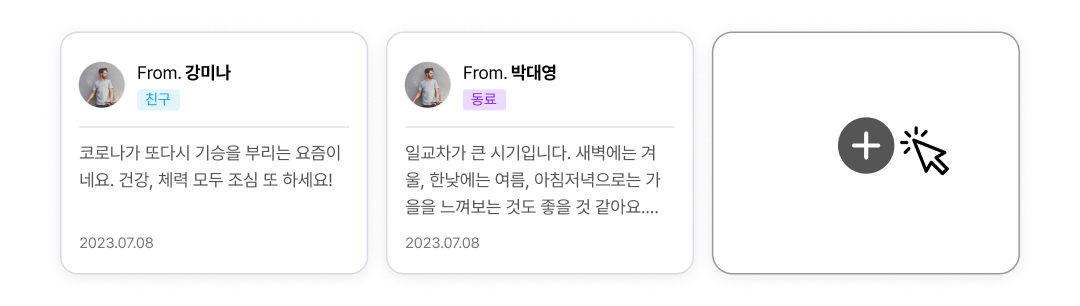 From. 강미나
친구
코로나가 또다시 기승을 부리는 요즘이
네요. 건강, 체력 모두 조심 또 하세요!
2023.07.08
From. 박대영
동료
일교차가 큰 시기입니다. 새벽에는 겨
울, 한낮에는 여름, 아침저녁으로는 가
을을 느껴보는 것도 좋을 것 같아요....
2023.07.08